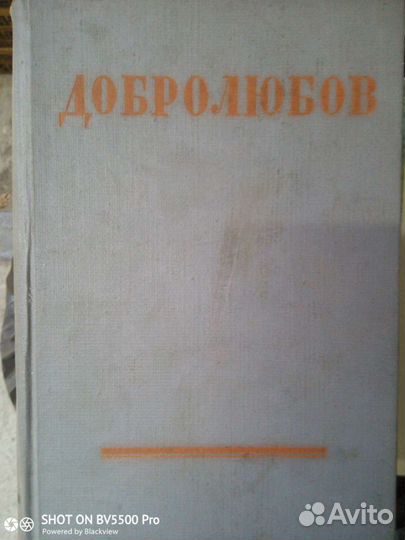 ДОБРОЛЮБОВ
SHOT ON BV5500 Pro
Powered by Blackview
Avito